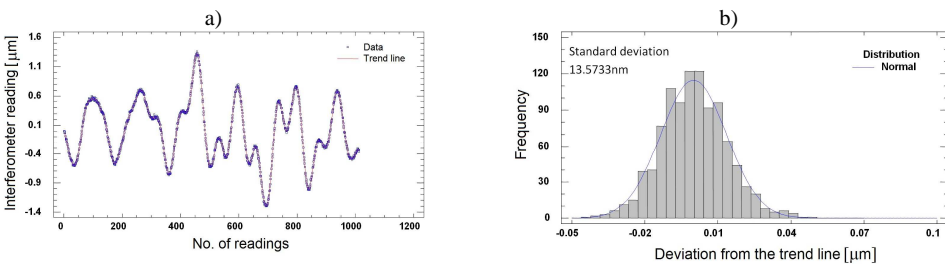 a)
Interferometer reading [μm]
1.6
1.1
0.6
0.1
-0.4
-0.9
-1.4
Data
Trend line
0 200 400 600 800 1000 1200
No. of readings
b)
Frequency
150
120
90
60
30
0
Standard deviation
13.5733nm
Distribution
Normal
-0.05 -0.02 0.01 0.04 0.07 0.1
Deviation from the trend line [μm]